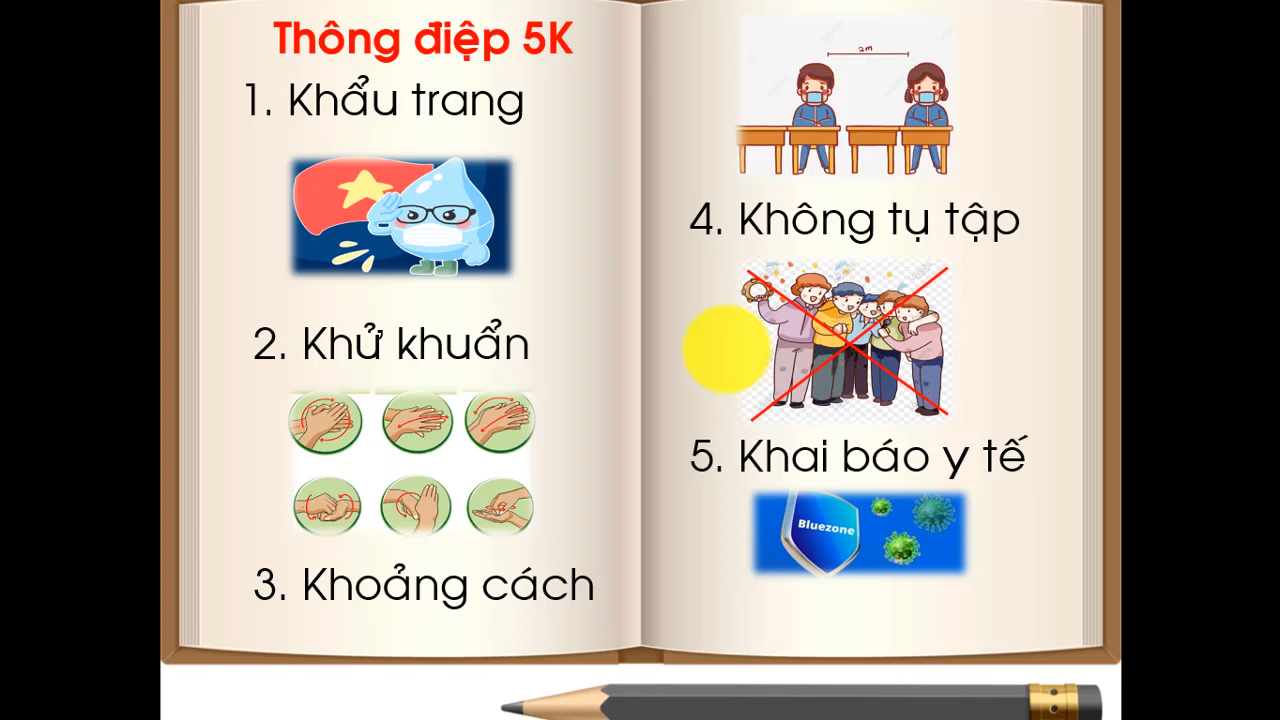 Thông điệp 5K
1. Khẩu trang
2. Khử khuẩn
3. Khoảng cách
2m
4. Không tụ tập
5. Khai báo y tế
Bluezone